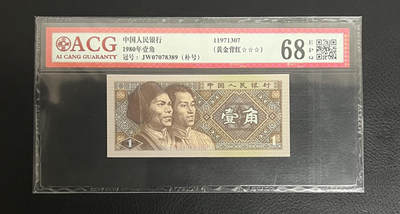 ACG
AI CANG GUARANTY
中国人民银行
1980年壹角
冠号：JW07078389（补号）
11971307
（黄金背红☆☆☆）
68 E P Q
中国人民银行
壹角
1
1